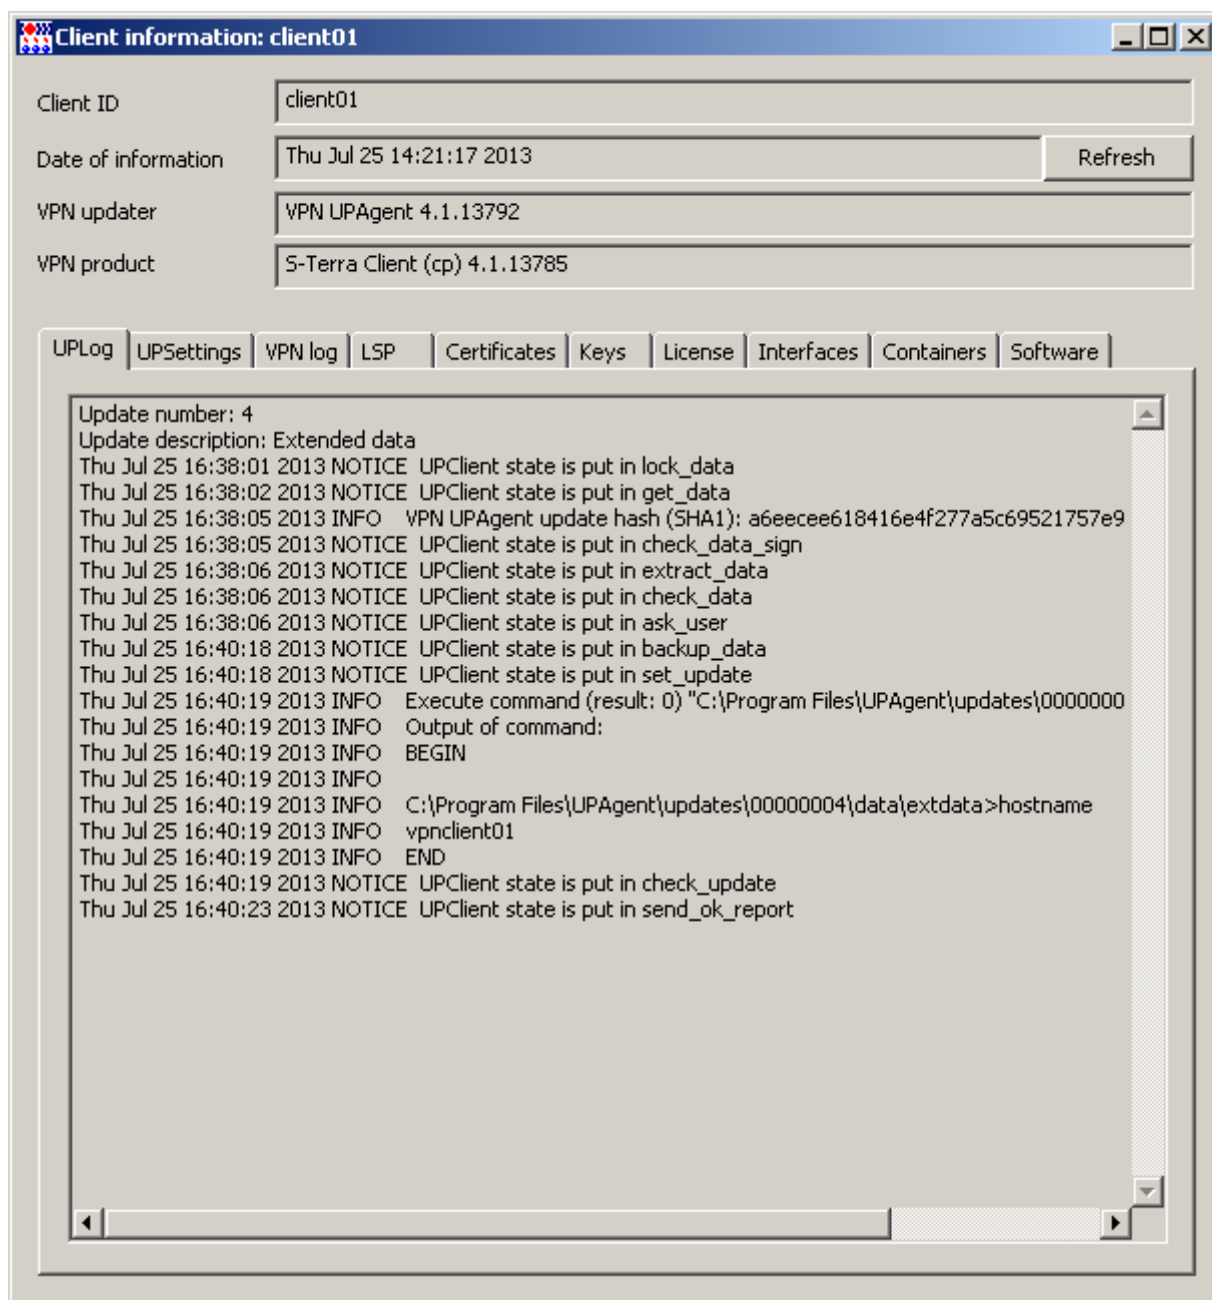 Client information: client01
Client ID client01
Date of information Thu Jul 25 14:21:17 2013 Refresh
VPN updater VPN UPAgent 4.1.13792
VPN product S-Terra Client (cp) 4.1.13785
UPLog UPSettings VPN log LSP Certificates Keys License Interfaces Containers Software
Update number: 4
Update description: Extended data
Thu Jul 25 16:38:01 2013 NOTICE UPClient state is put in lock_data
Thu Jul 25 16:38:02 2013 NOTICE UPClient state is put in get_data
Thu Jul 25 16:38:05 2013 INFO VPN UPAgent update hash (SHA1): a6eecee618416e4f277a5c69521757e9
Thu Jul 25 16:38:05 2013 NOTICE UPClient state is put in check_data_sign
Thu Jul 25 16:38:06 2013 NOTICE UPClient state is put in extract_data
Thu Jul 25 16:38:06 2013 NOTICE UPClient state is put in check_data
Thu Jul 25 16:38:06 2013 NOTICE UPClient state is put in ask_user
Thu Jul 25 16:40:18 2013 NOTICE UPClient state is put in backup_data
Thu Jul 25 16:40:18 2013 NOTICE UPClient state is put in set_update
Thu Jul 25 16:40:19 2013 INFO Execute command (result: 0) "C:\Program Files\UPAgent\updates\0000000
Thu Jul 25 16:40:19 2013 INFO Output of command:
Thu Jul 25 16:40:19 2013 INFO BEGIN
Thu Jul 25 16:40:19 2013 INFO
Thu Jul 25 16:40:19 2013 INFO C:\Program Files\UPAgent\updates\00000004\data\extdata>hostname
Thu Jul 25 16:40:19 2013 INFO vpnclient01
Thu Jul 25 16:40:19 2013 INFO END
Thu Jul 25 16:40:19 2013 NOTICE UPClient state is put in check_update
Thu Jul 25 16:40:23 2013 NOTICE UPClient state is put in send_ok_report